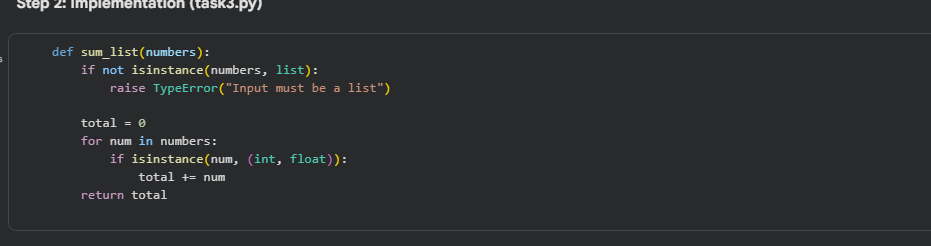 Step 2: Implementation (task3.py)
def sum_list(numbers):
    if not isinstance(numbers, list):
        raise TypeError("Input must be a list")

    total = 0
    for num in numbers:
        if isinstance(num, (int, float)):
            total += num
    return total